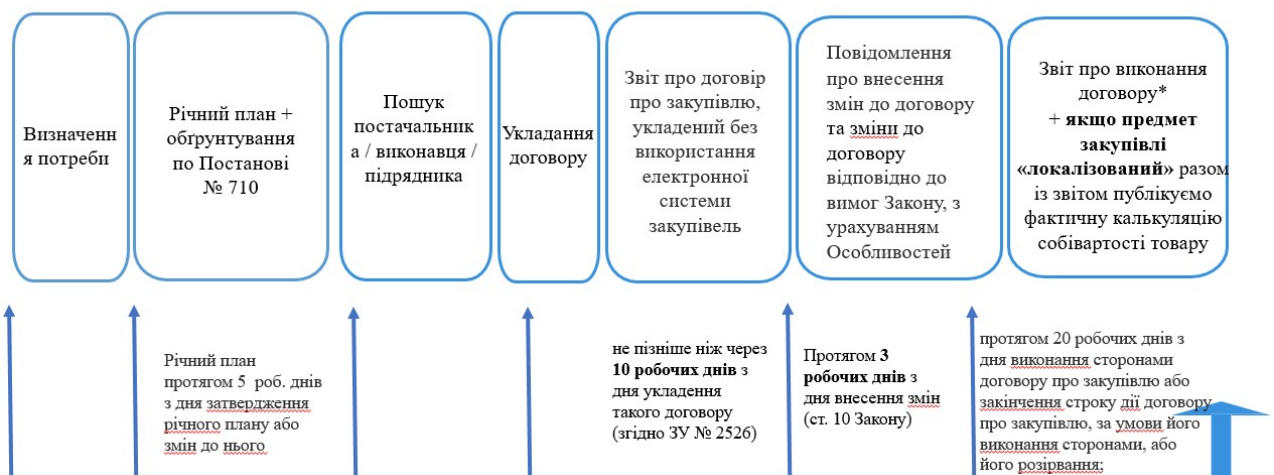 Визначенн
я потреби
Річний план +
обґрунтування
по Постанові
№ 710
Пошук
постачальник
а / виконавця /
підрядника
Укладання
договору
Звіт про договір
про закупівлю,
укладений без
використання
електронної
системи
закупівель
Повідомлення
про внесення
змін до договору
та зміни до
договору
відповідно до
вимог Закону, з
урахуванням
Особливостей
Звіт про виконання
договору*
+ якщо предмет
закупівлі
«локалізований» разом
із звітом публікуємо
фактичну калькуляцію
собівартості товару
Річний план
протягом 5 роб. днів
з дня затвердження
річного плану або
змін до нього
не пізніше ніж через
10 робочих днів з
дня укладення
такого договору
(згідно ЗУ № 2526)
Протягом 3
робочих днів з
дня внесення змін
(ст. 10 Закону)
протягом 20 робочих днів з
дня виконання сторонами
договору про закупівлю або
закінчення строку дії договору
про закупівлю, за умови його
виконання сторонами, або
його розірвання;